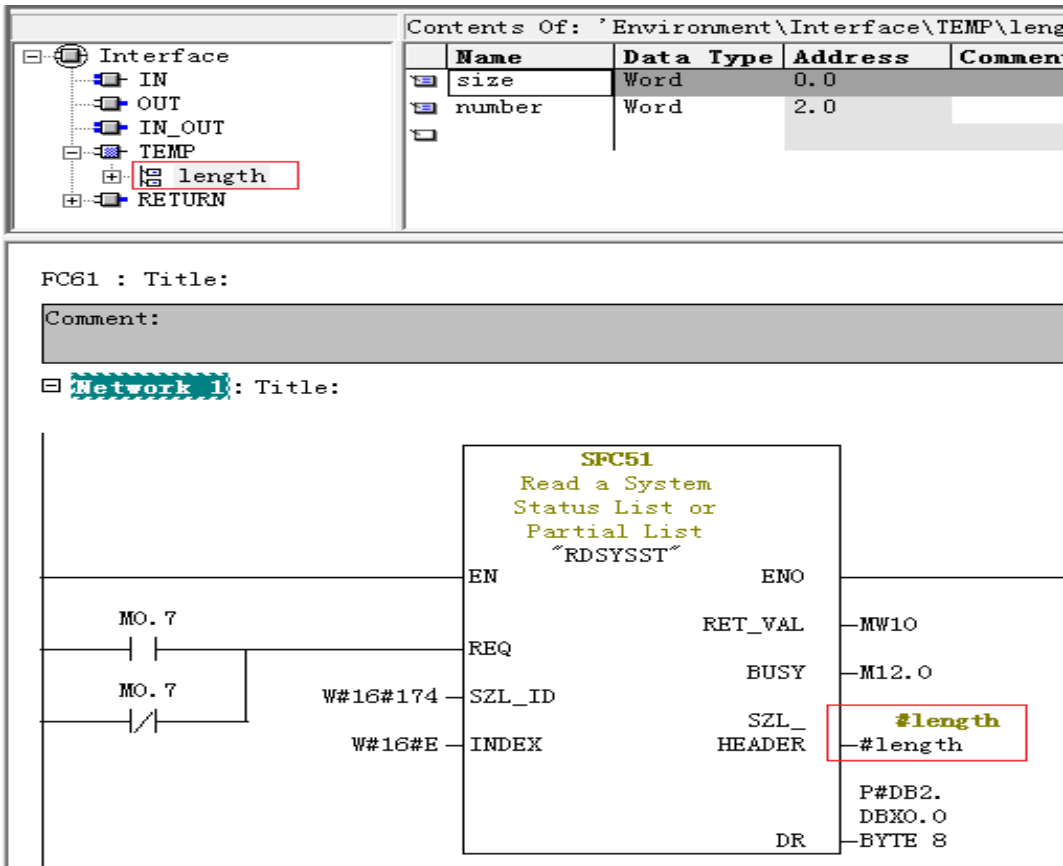 Contents Of: 'Environment\Interface\TEMP\leng
Interface
IN
OUT
IN_OUT
TEMP
length
RETURN
Name Data Type Address Commen
size Word 0.0
number Word 2.0
FC61 : Title:
Comment:
Network 1: Title:
SFC51
Read a System
Status List or
Partial List
"RDSYSST"
EN ENO
M0.7
RET_VAL MW10
REQ
BUSY M12.0
M0.7
W#16#174 SZL_ID
SZL_ #length
W#16#E INDEX HEADER #length
P#DB2.
DBX0.0
DR BYTE 8